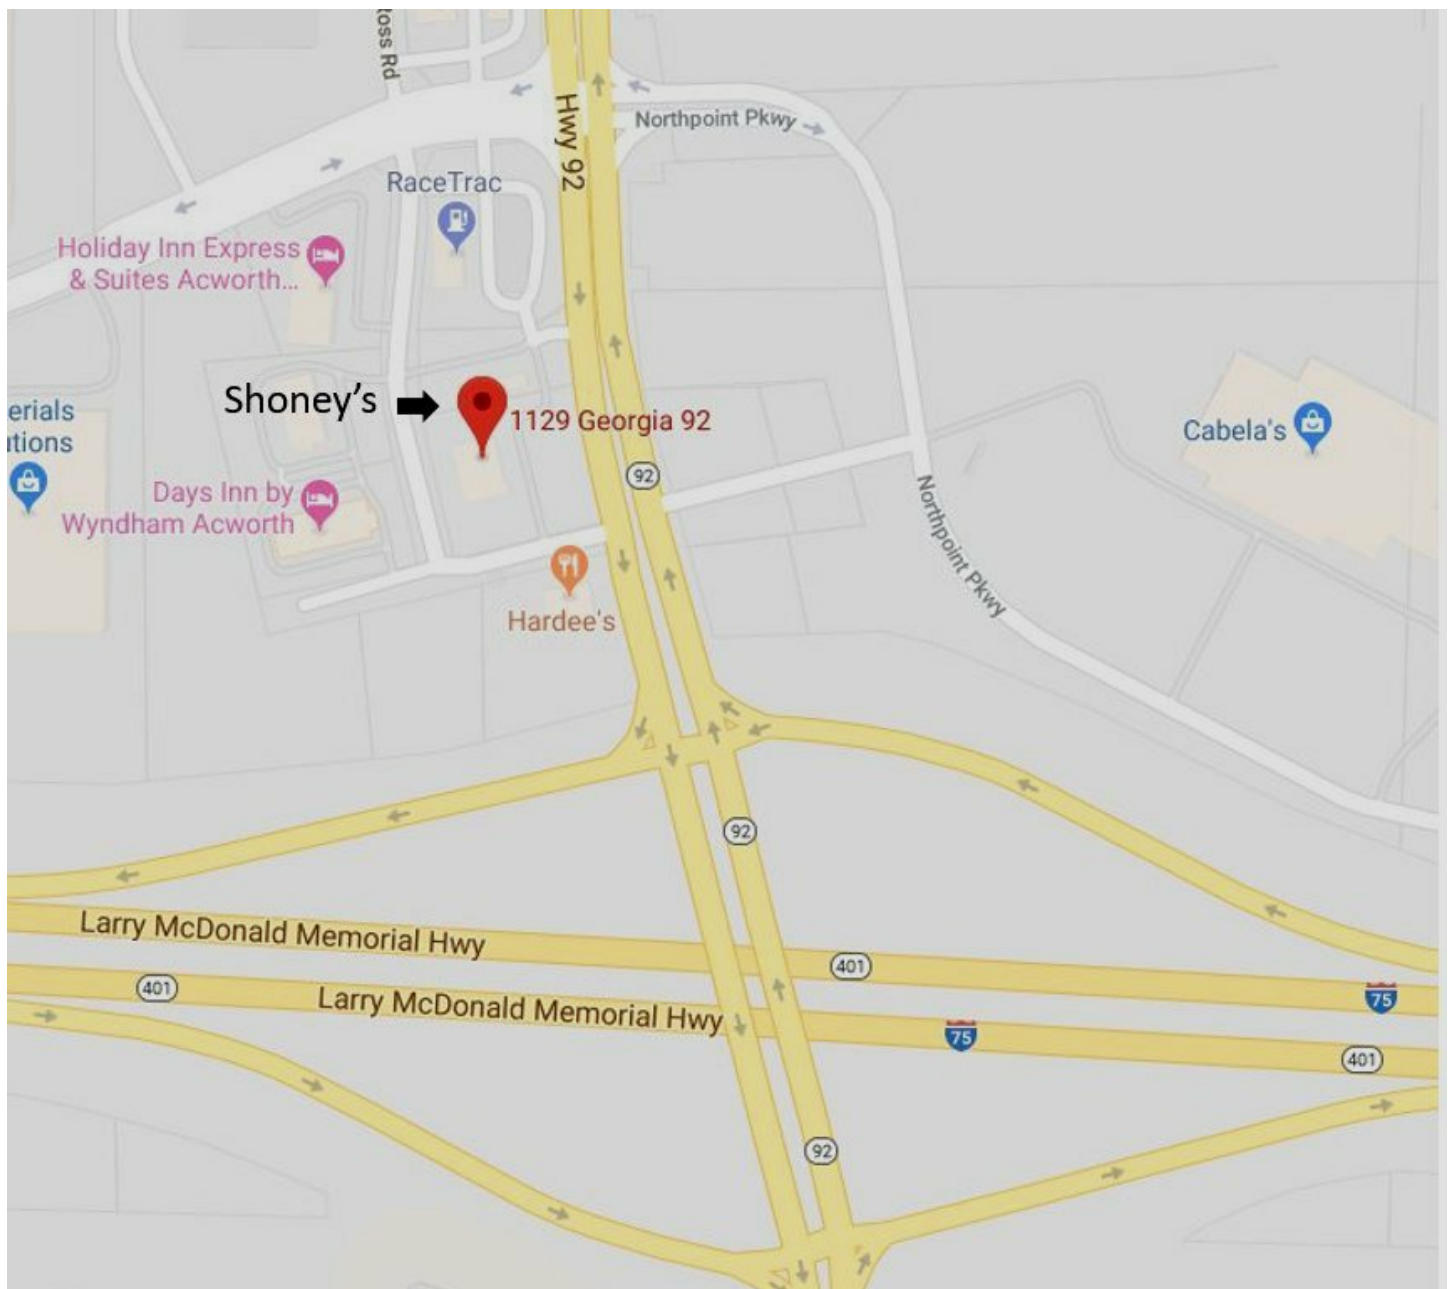 Ross Rd
Hwy 92
Northpoint Pkwy
RaceTrac
Holiday Inn Express
& Suites Acworth...
Shoney's
1129 Georgia 92
erials
Cabela's
92
Days Inn by
Wyndham Acworth
Northpoint Pkwy
Hardee's
92
Larry McDonald Memorial Hwy
401
401
Larry McDonald Memorial Hwy
75
75
401
92